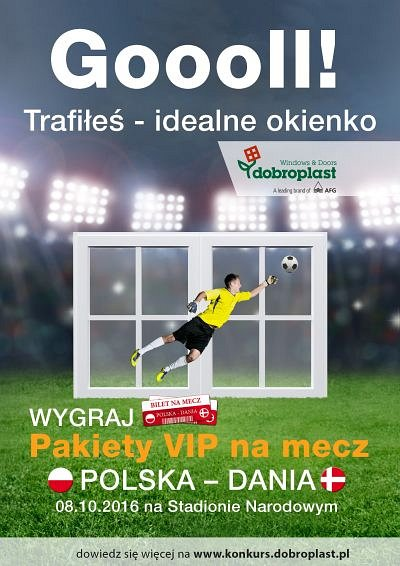 Goooll!
Trafiłeś - idealne okienko
Windows & Doors
dobroplast
A leading brand of AFG
WYGRAJ
BILET NA MECZ
POLSKA - DANIA
Pakiety VIP na mecz
POLSKA – DANIA
08.10.2016 na Stadionie Narodowym
dowiedz się więcej na www.konkurs.dobroplast.pl